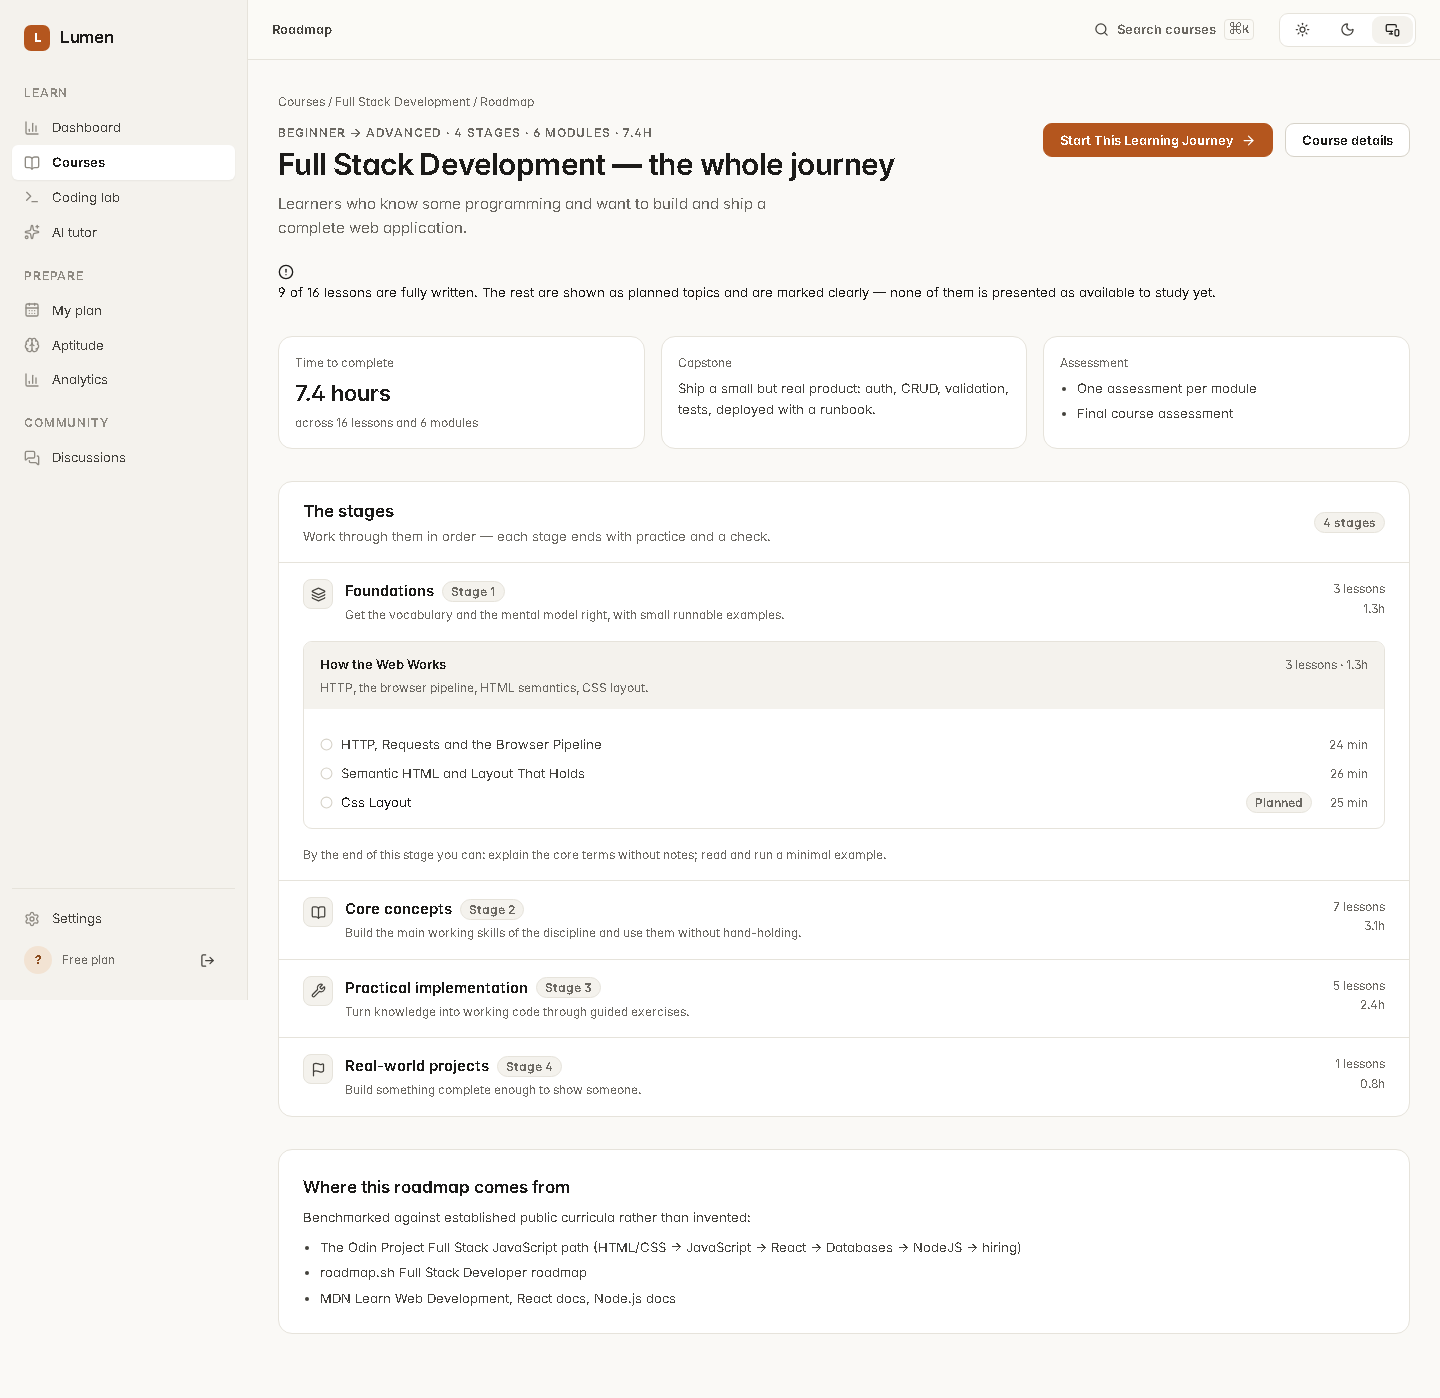 L Lumen
Roadmap
Search courses ⌘K
LEARN
Dashboard
Courses
Coding lab
AI tutor
PREPARE
My plan
Aptitude
Analytics
COMMUNITY
Discussions
Settings
? Free plan
Courses / Full Stack Development / Roadmap
BEGINNER → ADVANCED · 4 STAGES · 6 MODULES · 7.4H
Full Stack Development — the whole journey
Learners who know some programming and want to build and ship a
complete web application.
Start This Learning Journey →
Course details
9 of 16 lessons are fully written. The rest are shown as planned topics and are marked clearly — none of them is presented as available to study yet.
Time to complete
7.4 hours
across 16 lessons and 6 modules
Capstone
Ship a small but real product: auth, CRUD, validation,
tests, deployed with a runbook.
Assessment
• One assessment per module
• Final course assessment
The stages
Work through them in order — each stage ends with practice and a check.
4 stages
Foundations Stage 1
Get the vocabulary and the mental model right, with small runnable examples.
3 lessons
1.3h
How the Web Works
3 lessons · 1.3h
HTTP, the browser pipeline, HTML semantics, CSS layout.
HTTP, Requests and the Browser Pipeline 24 min
Semantic HTML and Layout That Holds 26 min
Css Layout Planned 25 min
By the end of this stage you can: explain the core terms without notes; read and run a minimal example.
Core concepts Stage 2
Build the main working skills of the discipline and use them without hand-holding.
7 lessons
3.1h
Practical implementation Stage 3
Turn knowledge into working code through guided exercises.
5 lessons
2.4h
Real-world projects Stage 4
Build something complete enough to show someone.
1 lessons
0.8h
Where this roadmap comes from
Benchmarked against established public curricula rather than invented:
• The Odin Project Full Stack JavaScript path (HTML/CSS → JavaScript → React → Databases → NodeJS → hiring)
• roadmap.sh Full Stack Developer roadmap
• MDN Learn Web Development, React docs, Node.js docs